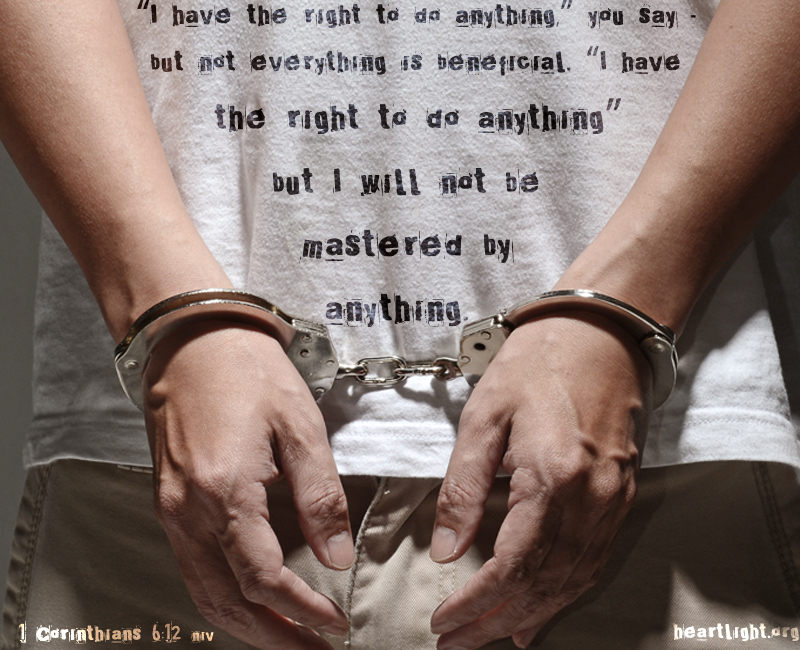 "I have the right to do anything," you say -
but not everything is beneficial. "I have
the right to do anything"
but I will not be
mastered by
anything.
1 Corinthians 6:12 NIV
heartlight.org